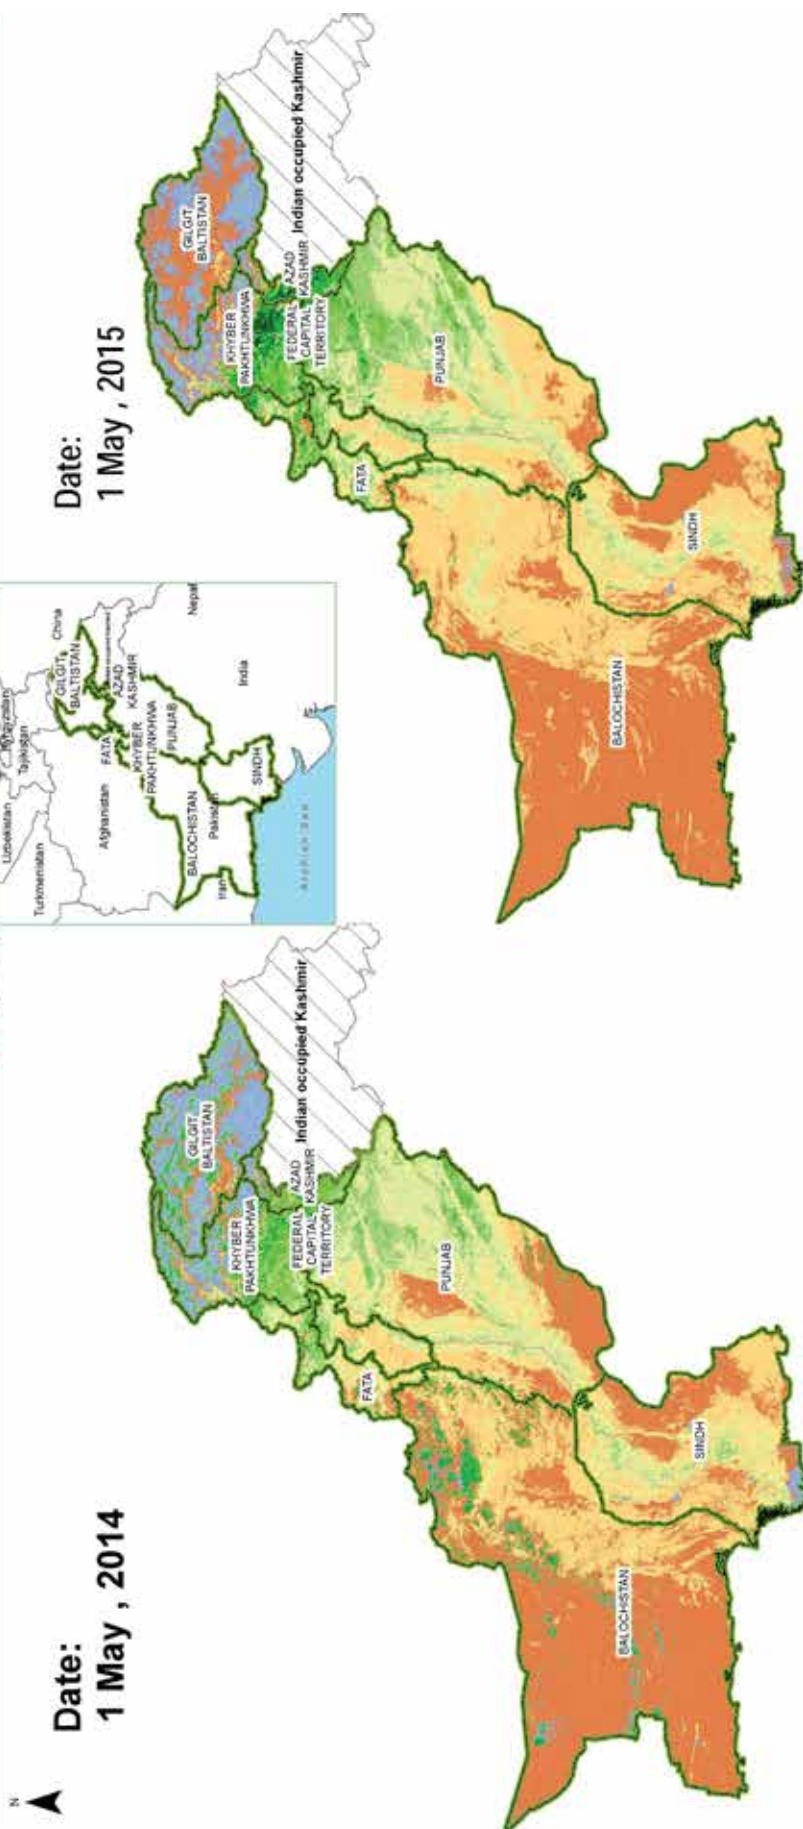 N
Date:
1 May , 2014
GILGIT
BALTISTAN
KHYBER
PAKHTUNKHWA
FEDERAL
CAPITAL
TERRITORY
AZAD
KASHMIR
Indian occupied Kashmir
FATA
PUNJAB
BALOCHISTAN
SINDH
Uzbekistan
Kyrgyzstan
Turkmenistan
Tajikistan
China
Afghanistan
GILGIT
BALTISTAN
FATA
AZAD
KASHMIR
KHYBER
PAKHTUNKHWA
PUNJAB
BALOCHISTAN
Pakistan
Iran
SINDH
India
Nepal
Arabian Sea
Date:
1 May , 2015
GILGIT
BALTISTAN
KHYBER
PAKHTUNKHWA
FEDERAL
CAPITAL
TERRITORY
AZAD
KASHMIR
Indian occupied Kashmir
FATA
PUNJAB
BALOCHISTAN
SINDH